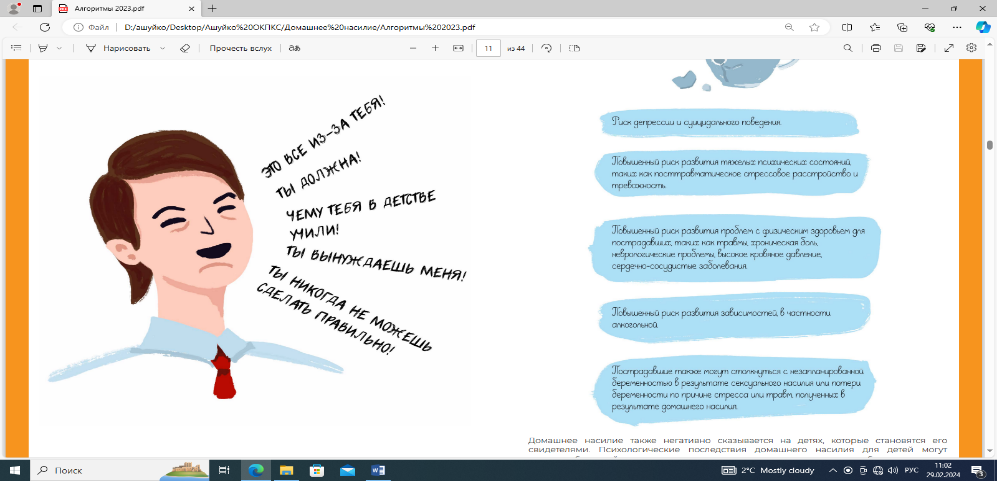 Алгоритмы 2023.pdf
Файл
D:/ашуйко/Desktop/Ашуйко%20ОКПКС/Домашнее%20насилие/Алгоритмы%202023.pdf
Нарисовать
Прочесть вслух
11
из 44
ЭТО ВСЕ ИЗ-ЗА ТЕБЯ!
ТЫ ДОЛЖНА!
ЧЕМУ ТЕБЯ В ДЕТСТВЕ
УЧИЛИ!
ТЫ ВЫНУЖДАЕШЬ МЕНЯ!
ТЫ НИКОГДА НЕ МОЖЕШЬ
СДЕЛАТЬ ПРАВИЛЬНО!
Риск депрессии и суицидального поведения.
Повышенный риск развития тяжелых психических состояний,
таких как посттравматическое стрессовое расстройство и
тревожность.
Повышенный риск развития проблем с физическим здоровьем для
пострадавших, таких как травмы, хроническая боль,
неврологические проблемы, высокое кровяное давление,
сердечно-сосудистые заболевания.
Повышенный риск развития зависимостей, в частности
алкогольной.
Пострадавшие также могут столкнуться с незапланированной
беременностью в результате сексуального насилия или потери
беременности по причине стресса или травм, полученных в
результате домашнего насилия.
Домашнее насилие также негативно сказывается на детях, которые становятся его
свидетелями. Психологические последствия домашнего насилия для детей могут
Поиск
2°C Mostly cloudy
РУС
11:02
29.02.2024